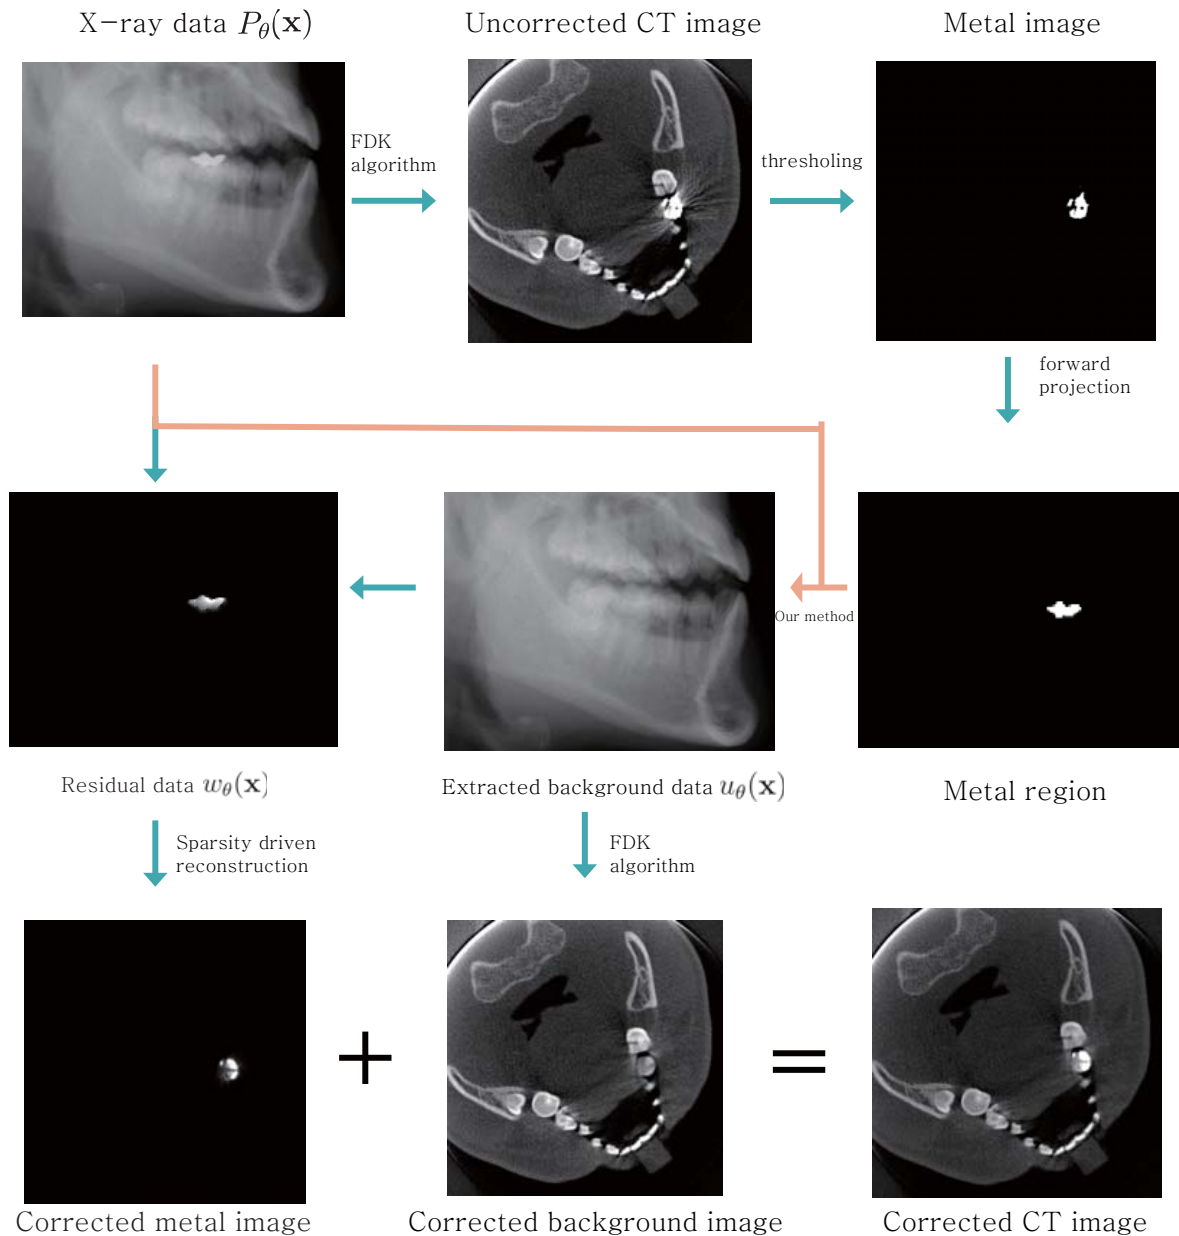 X-ray data P_θ(𝐱)
Uncorrected CT image
Metal image
FDK
algorithm
thresholing
forward
projection
Our method
Residual data w_θ(𝐱)
Extracted background data u_θ(𝐱)
Metal region
Sparsity driven
reconstruction
FDK
algorithm
+
=
Corrected metal image
Corrected background image
Corrected CT image